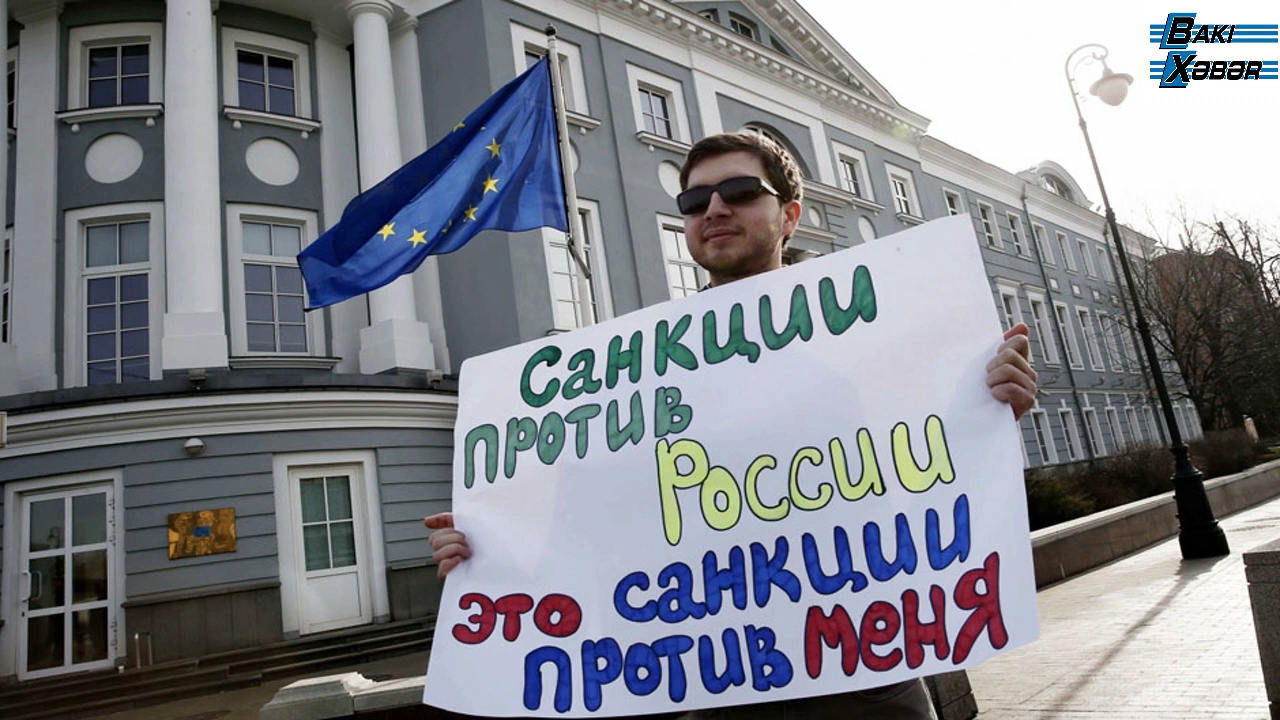 BAKI
XƏBƏR
Санкции
против
России
это санкции
против меня